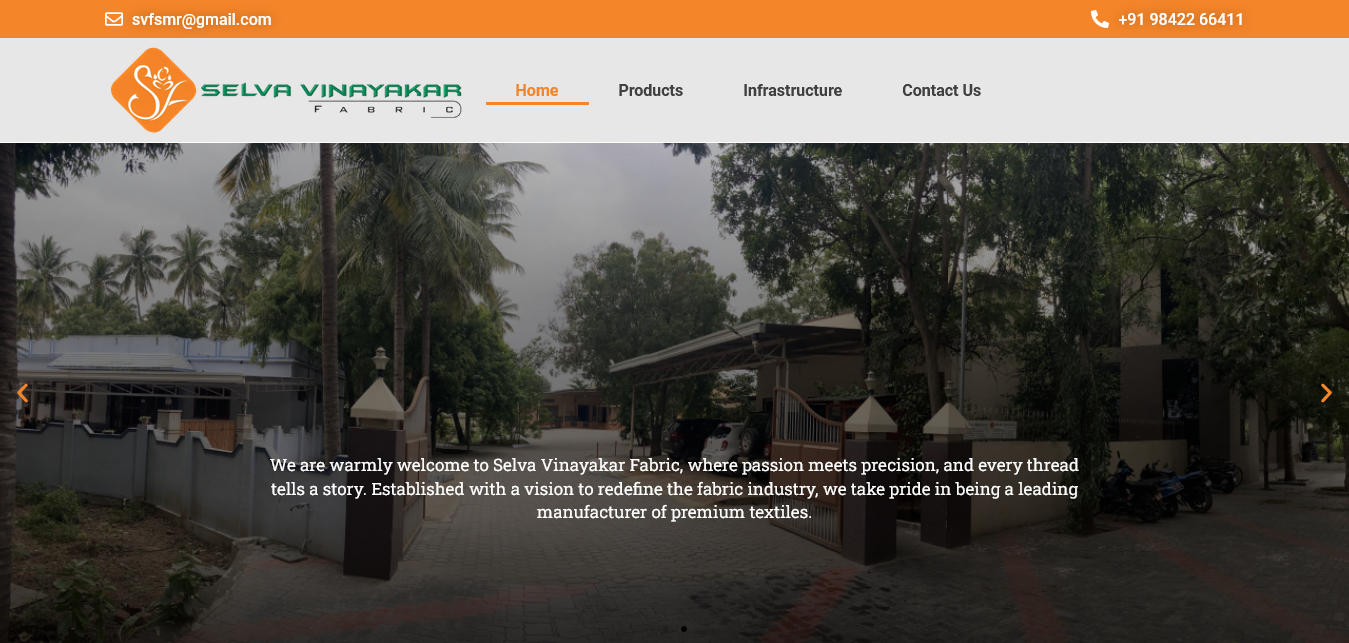 svfsmr@gmail.com
+91 98422 66411
SELVA VINAYAKAR
FABRIC
Home
Products
Infrastructure
Contact Us
We are warmly welcome to Selva Vinayakar Fabric, where passion meets precision, and every thread
tells a story. Established with a vision to redefine the fabric industry, we take pride in being a leading
manufacturer of premium textiles.